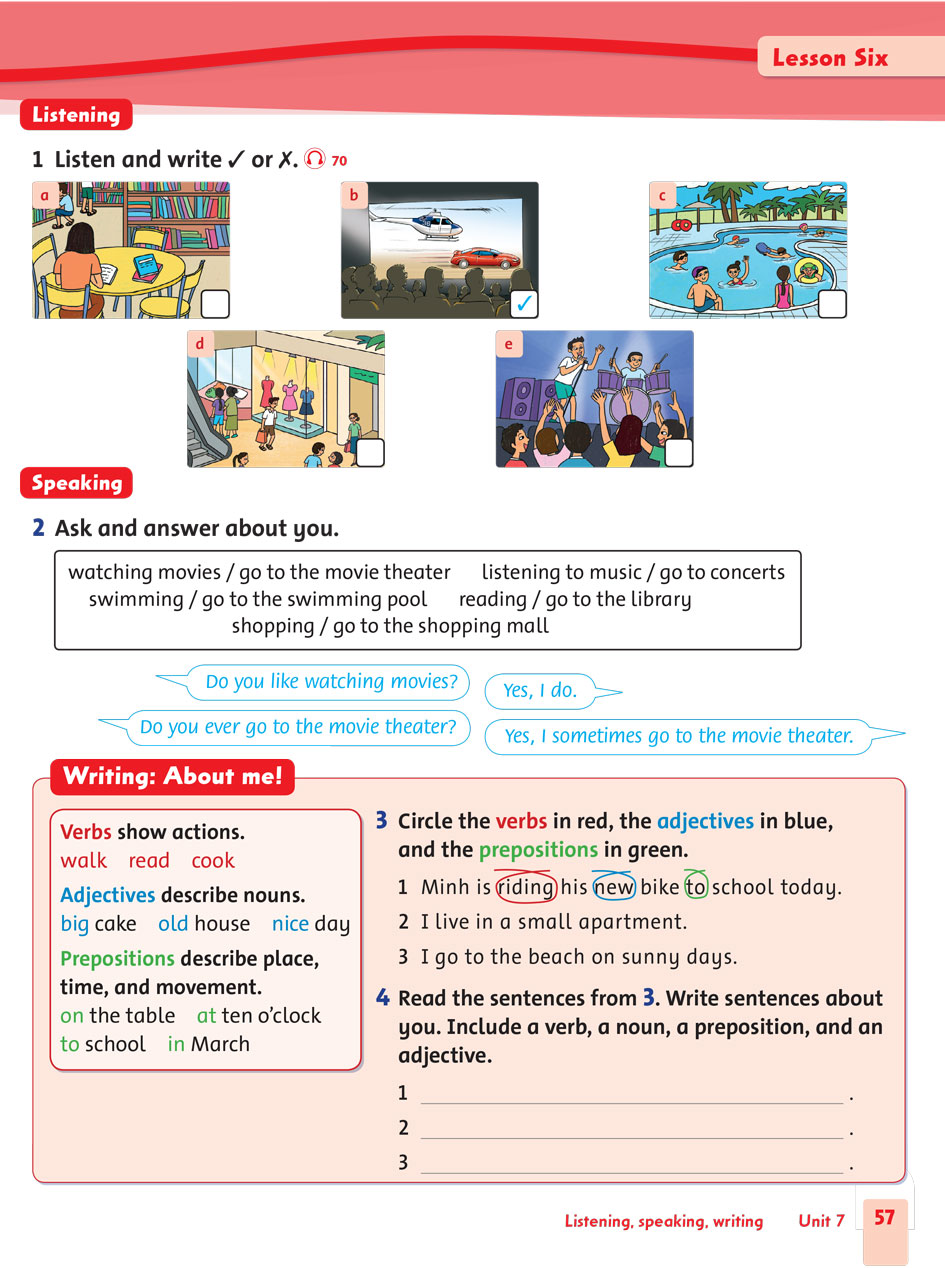 Lesson Six
Listening
1 Listen and write ✓ or ✗. 70
a
b
✓
c
d
e
Speaking
2 Ask and answer about you.
watching movies / go to the movie theater listening to music / go to concerts
swimming / go to the swimming pool reading / go to the library
shopping / go to the shopping mall
Do you like watching movies?
Yes, I do.
Do you ever go to the movie theater?
Yes, I sometimes go to the movie theater.
Writing: About me!
Verbs show actions.
walk read cook
Adjectives describe nouns.
big cake old house nice day
Prepositions describe place,
time, and movement.
on the table at ten o'clock
to school in March
3 Circle the verbs in red, the adjectives in blue,
and the prepositions in green.
1 Minh is riding his new bike to school today.
2 I live in a small apartment.
3 I go to the beach on sunny days.
4 Read the sentences from 3. Write sentences about
you. Include a verb, a noun, a preposition, and an
adjective.
1 .
2 .
3 .
Listening, speaking, writing Unit 7 57